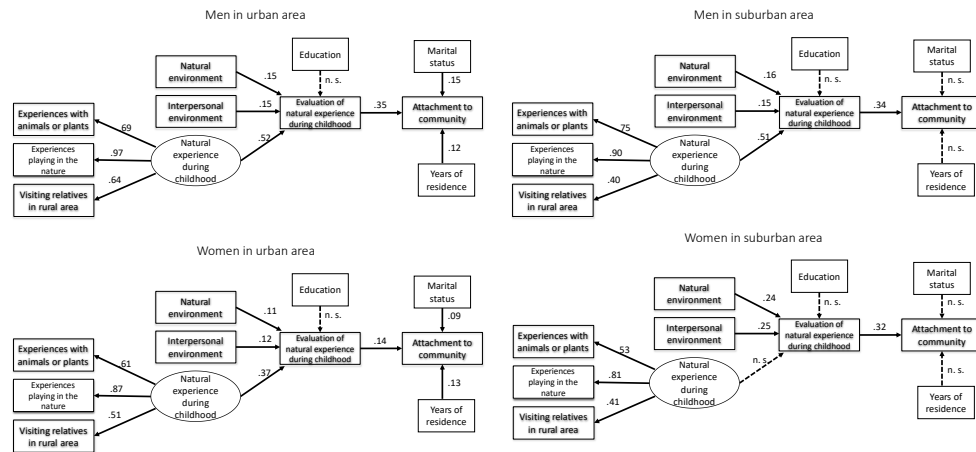 Men in urban area
Education
Marital
status
Natural
environment
.15
n. s.
.15
Interpersonal
environment
.15
Evaluation of
natural experience
during childhood
.35
Attachment to
community
Experiences with
animals or plants
.69
.52
Experiences
playing in the
nature
.97
Natural
experience
during
childhood
.12
Visiting relatives
in rural area
.64
Years of
residence
Men in suburban area
Education
Marital
status
Natural
environment
.16
n. s.
n. s.
Interpersonal
environment
.15
Evaluation of
natural experience
during childhood
.34
Attachment to
community
Experiences with
animals or plants
.75
.51
Experiences
playing in the
nature
.90
Natural
experience
during
childhood
n. s.
Visiting relatives
in rural area
.40
Years of
residence
Women in urban area
Education
Marital
status
Natural
environment
.11
n. s.
.09
Interpersonal
environment
.12
Evaluation of
natural experience
during childhood
.14
Attachment to
community
Experiences with
animals or plants
.61
.37
Experiences
playing in the
nature
.87
Natural
experience
during
childhood
.13
Visiting relatives
in rural area
.51
Years of
residence
Women in suburban area
Education
Marital
status
Natural
environment
.24
n. s.
n. s.
Interpersonal
environment
.25
Evaluation of
natural experience
during childhood
.32
Attachment to
community
Experiences with
animals or plants
.53
n. s.
Experiences
playing in the
nature
.81
Natural
experience
during
childhood
n. s.
Visiting relatives
in rural area
.41
Years of
residence